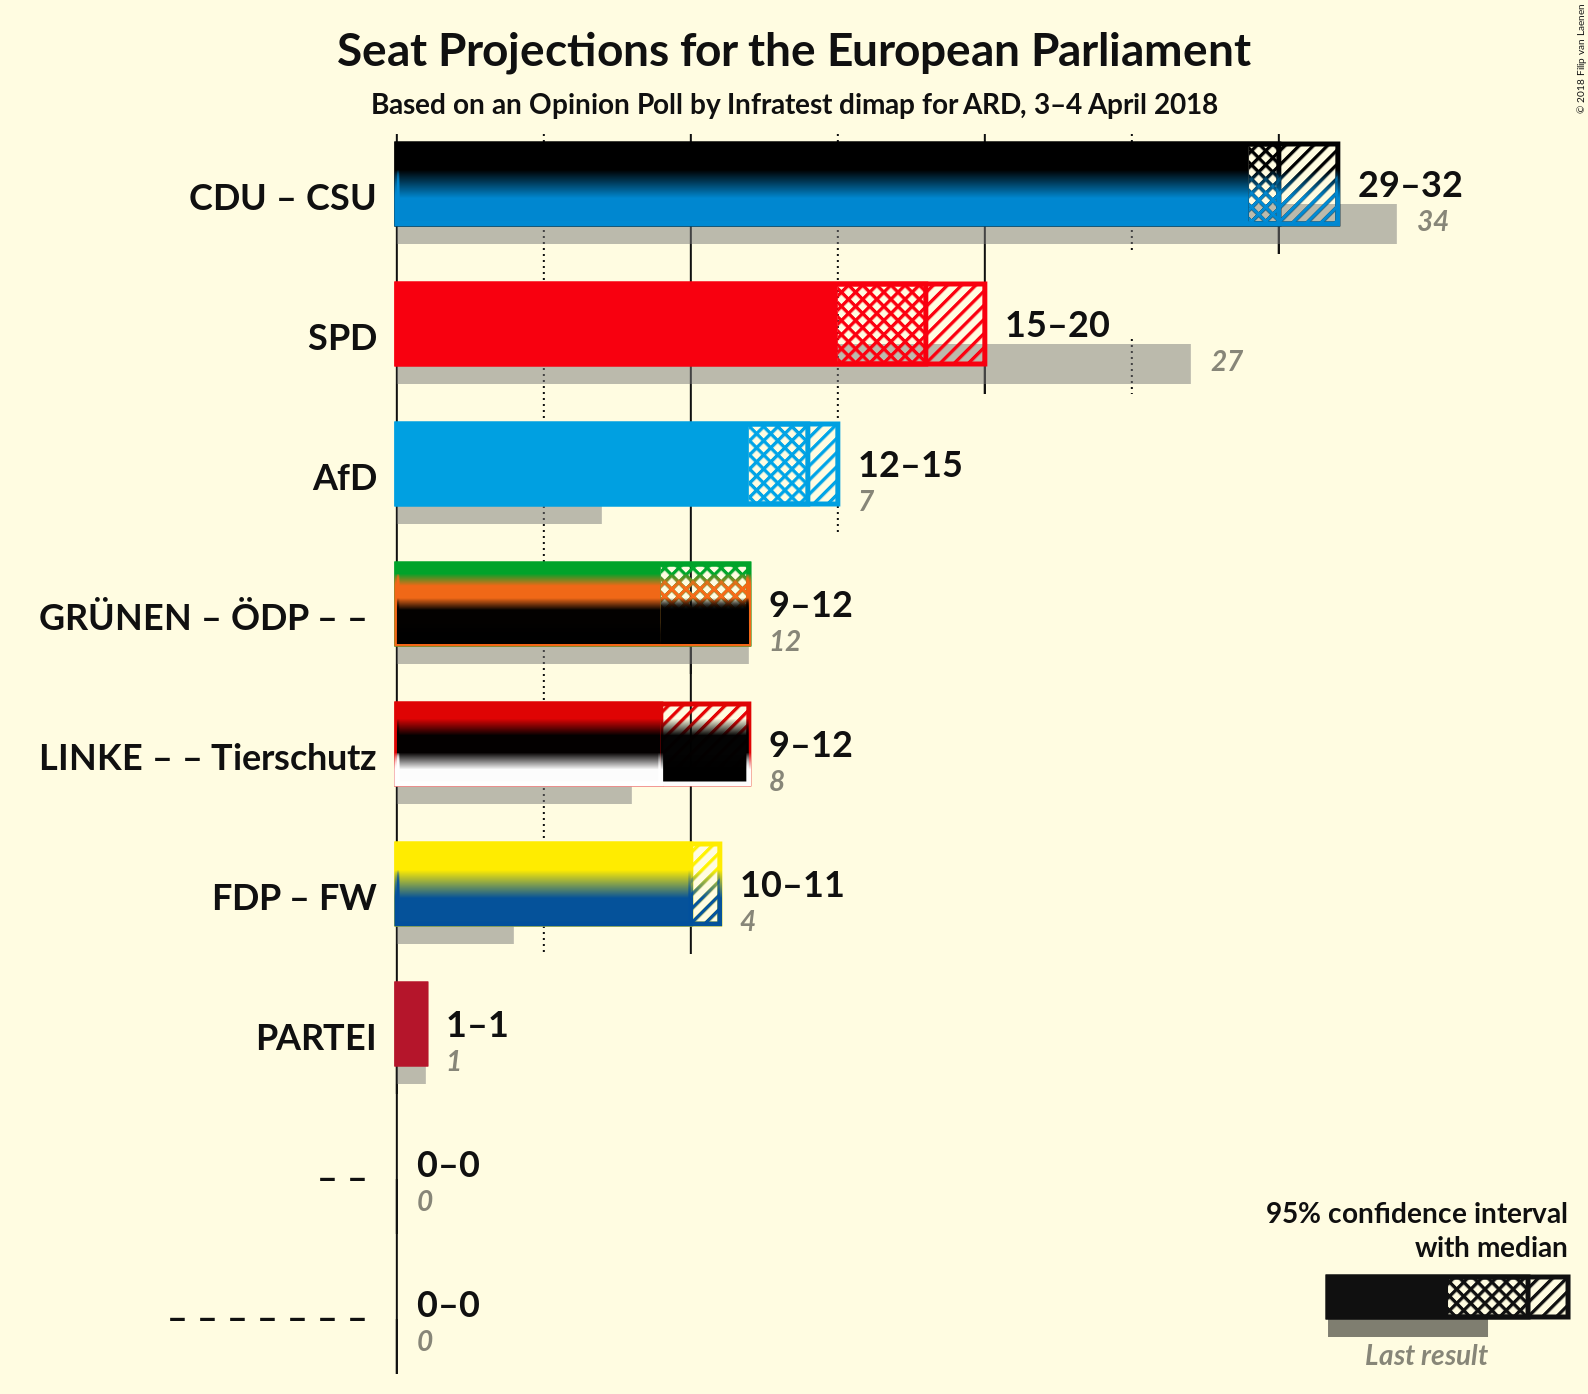 Seat Projections for the European Parliament
Based on an Opinion Poll by Infratest dimap for ARD, 3–4 April 2018
© 2018 Filip van Laenen
CDU – CSU
29–32
34
SPD
15–20
27
AfD
12–15
7
GRÜNEN – ÖDP – –
9–12
12
LINKE – – Tierschutz
9–12
8
FDP – FW
10–11
4
PARTEI
1–1
1
– –
0–0
0
– – – – – – –
0–0
0
95% confidence interval
with median
Last result